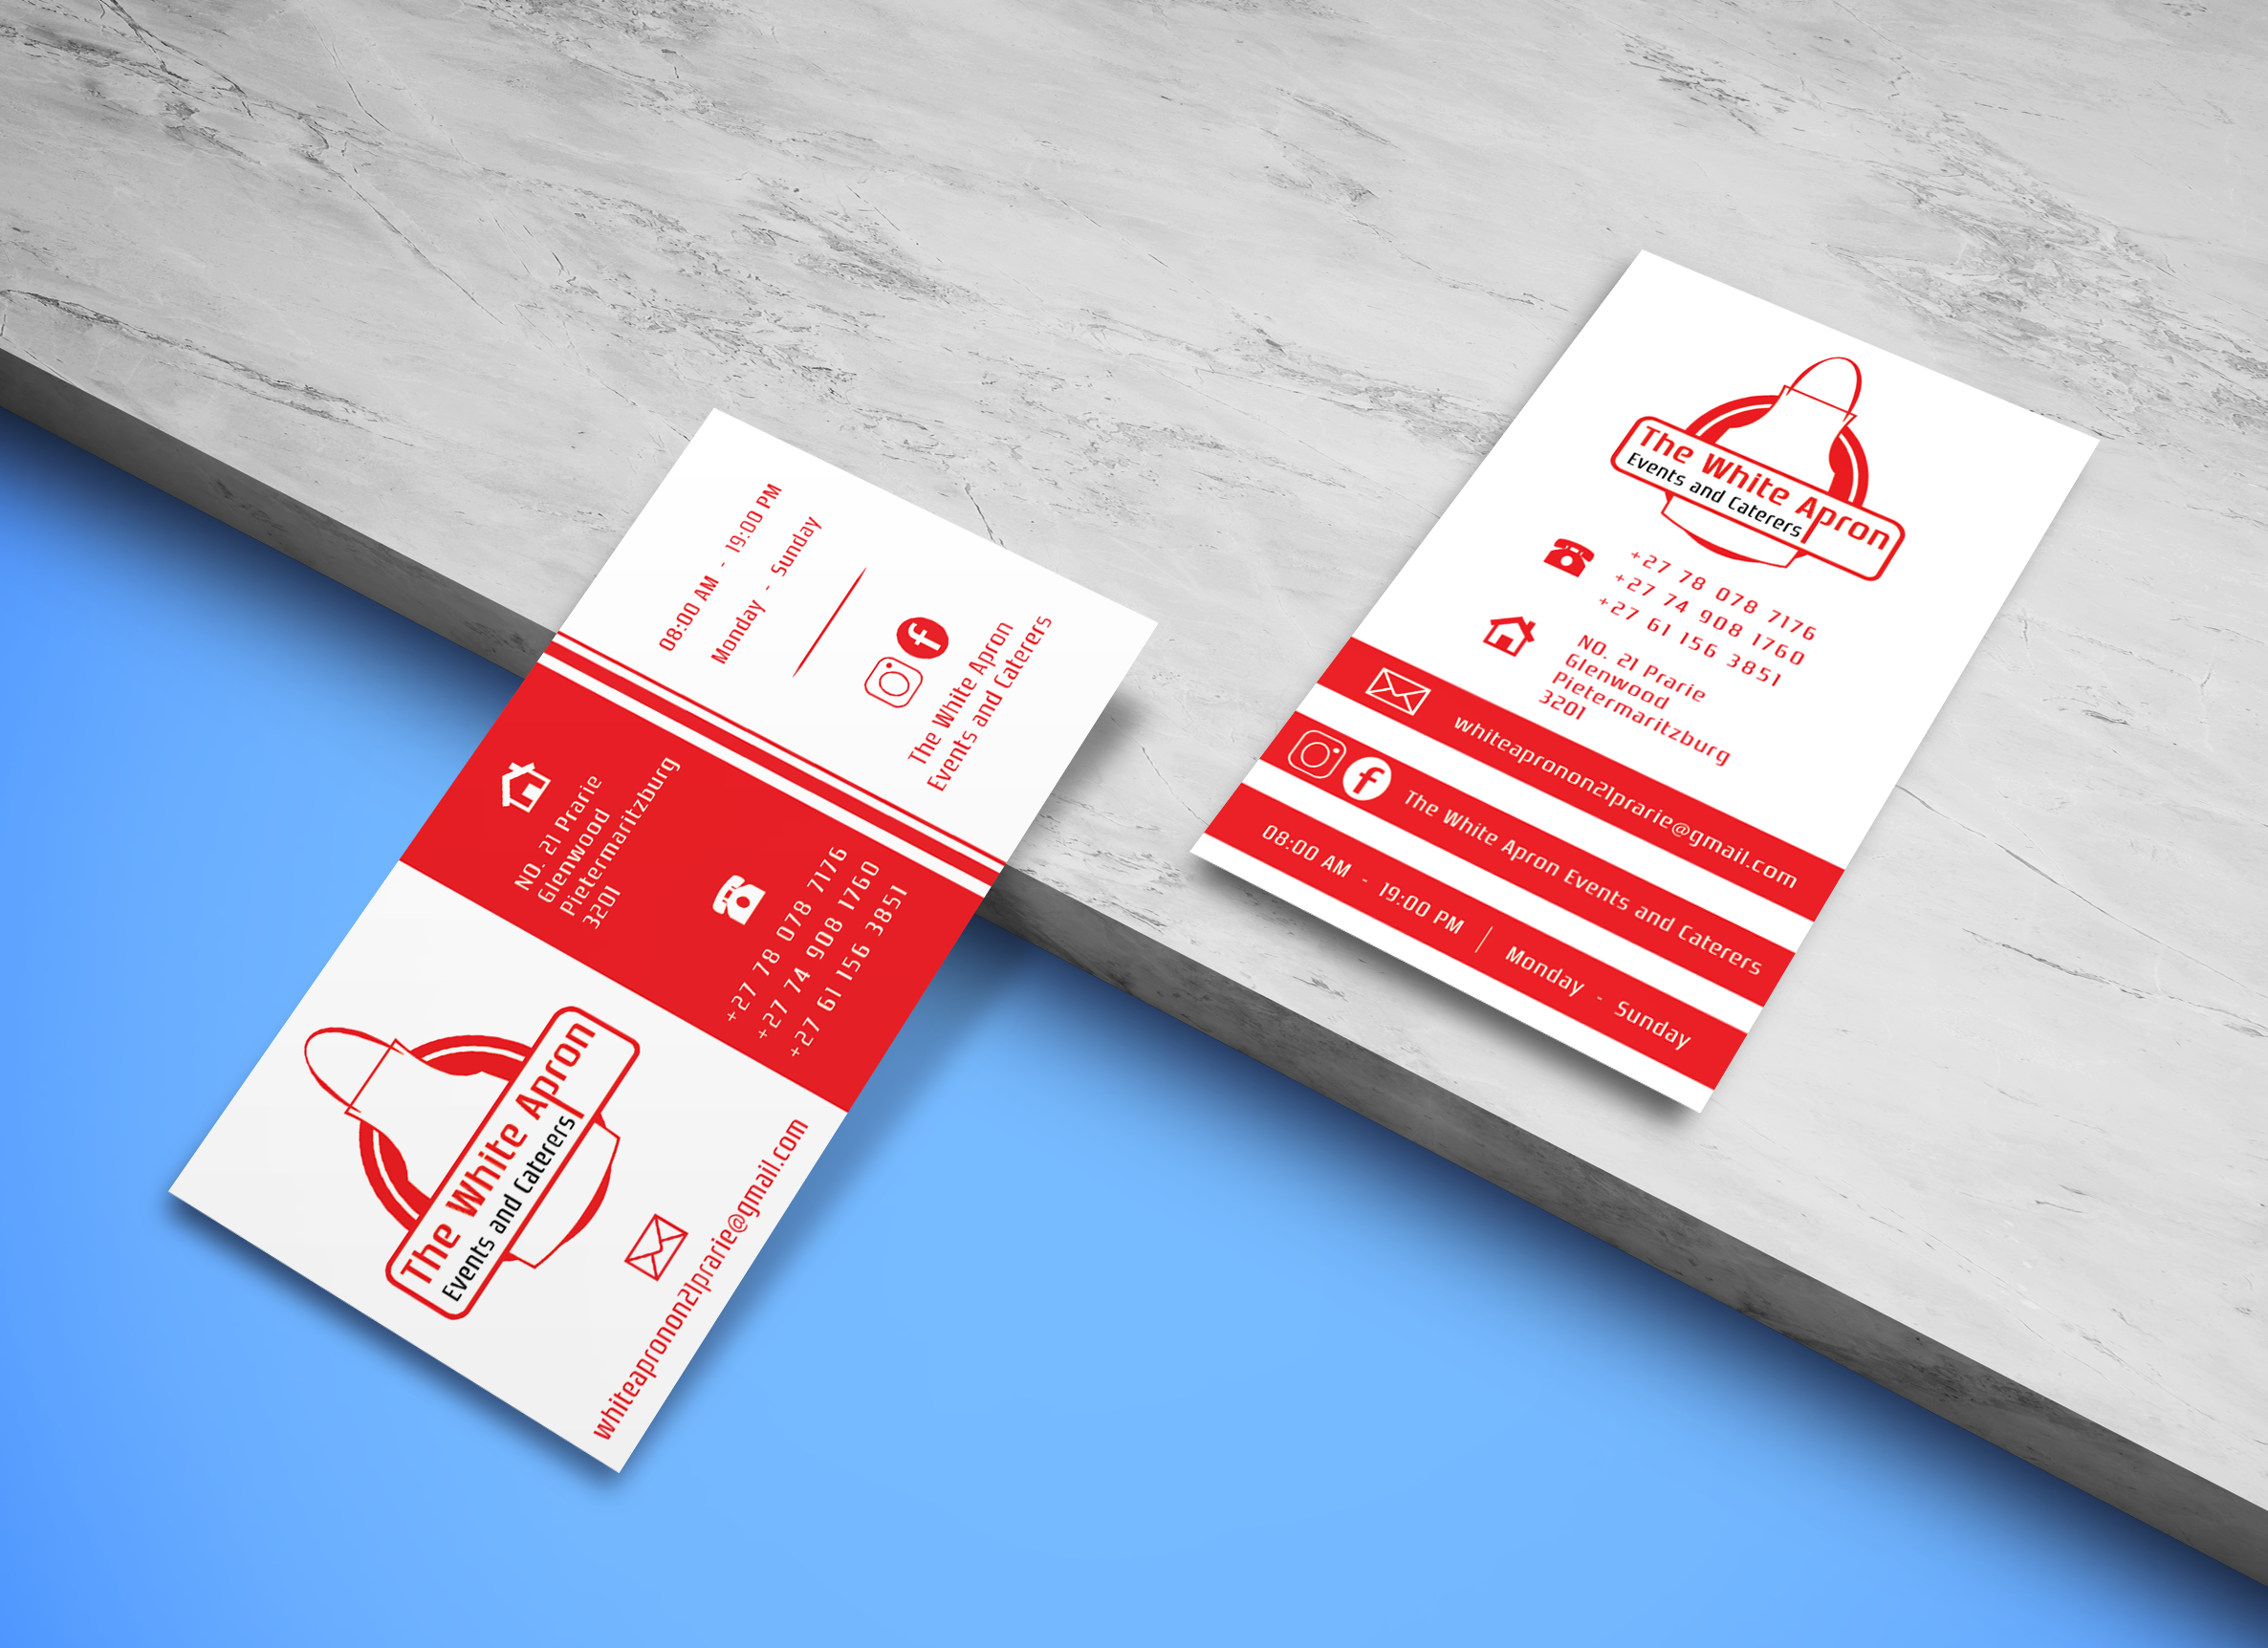 The White Apron
Events and Caterers
whiteapronon21prarie@gmail.com
NO. 21 Prarie
Glenwood
Pietermaritzburg
3201
+27 78 078 7176
+27 74 908 1760
+27 61 156 3851
08:00 AM - 19:00 PM
Monday - Sunday
The White Apron
Events and Caterers
The White Apron
Events and Caterers
+27 78 078 7176
+27 74 908 1760
+27 61 156 3851
NO. 21 Prarie
Glenwood
Pietermaritzburg
3201
whiteapronon21prarie@gmail.com
The White Apron Events and Caterers
08:00 AM - 19:00 PM | Monday - Sunday